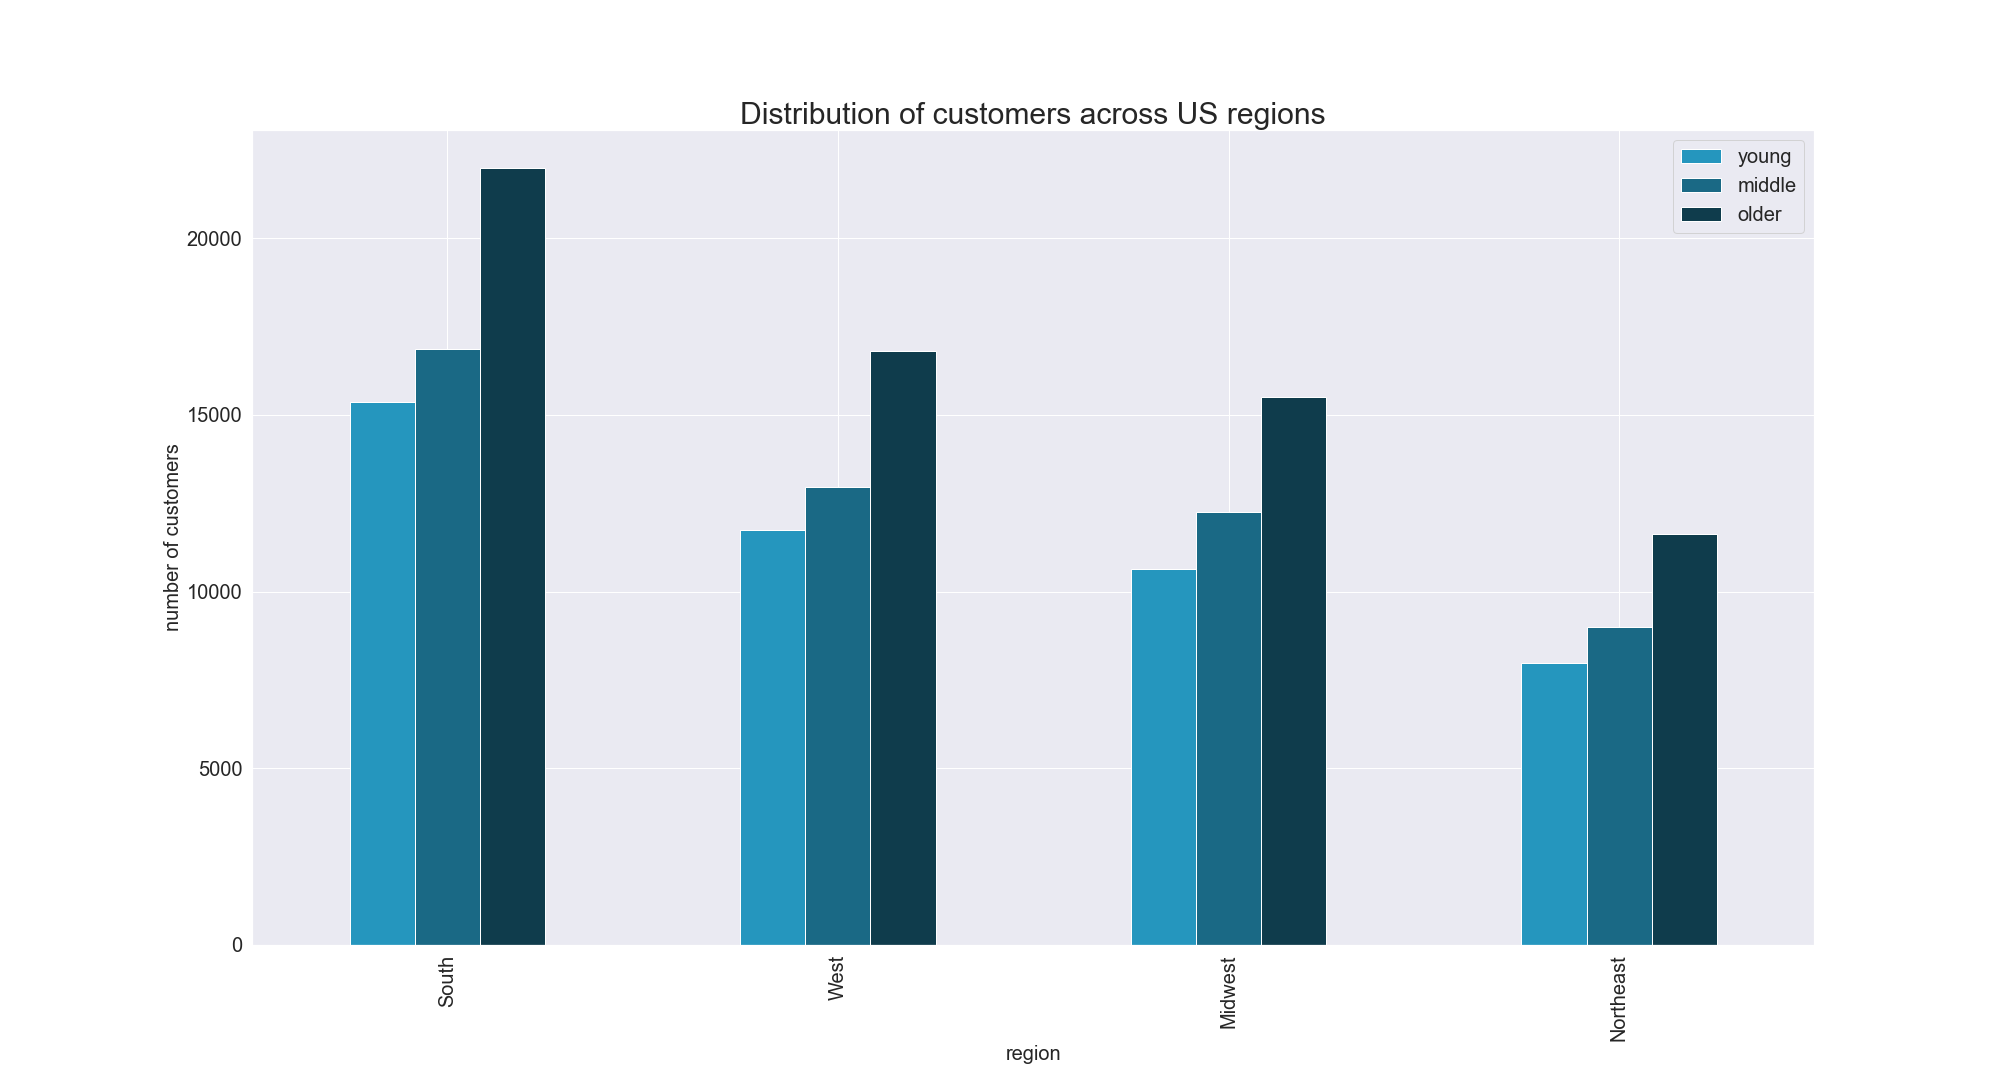 Distribution of customers across US regions
young
middle
older
20000
15000
10000
5000
0
number of customers
South
West
Midwest
Northeast
region